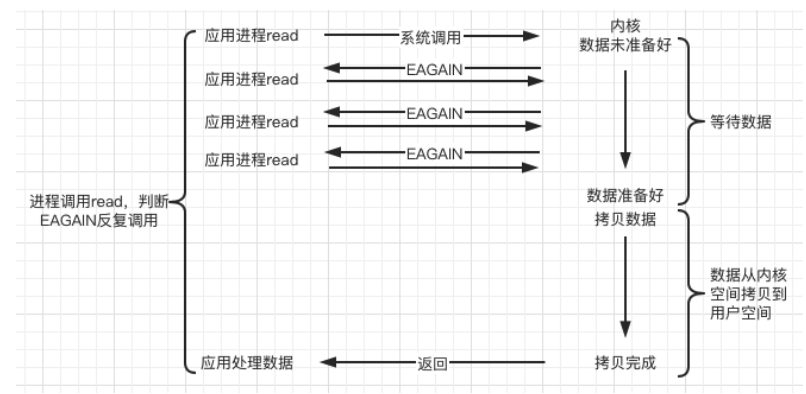 应用进程read
系统调用
内核
数据未准备好
应用进程read
EAGAIN
应用进程read
EAGAIN
等待数据
应用进程read
EAGAIN
进程调用read，判断
EAGAIN反复调用
数据准备好
拷贝数据
数据从内核
空间拷贝到
用户空间
应用处理数据
返回
拷贝完成